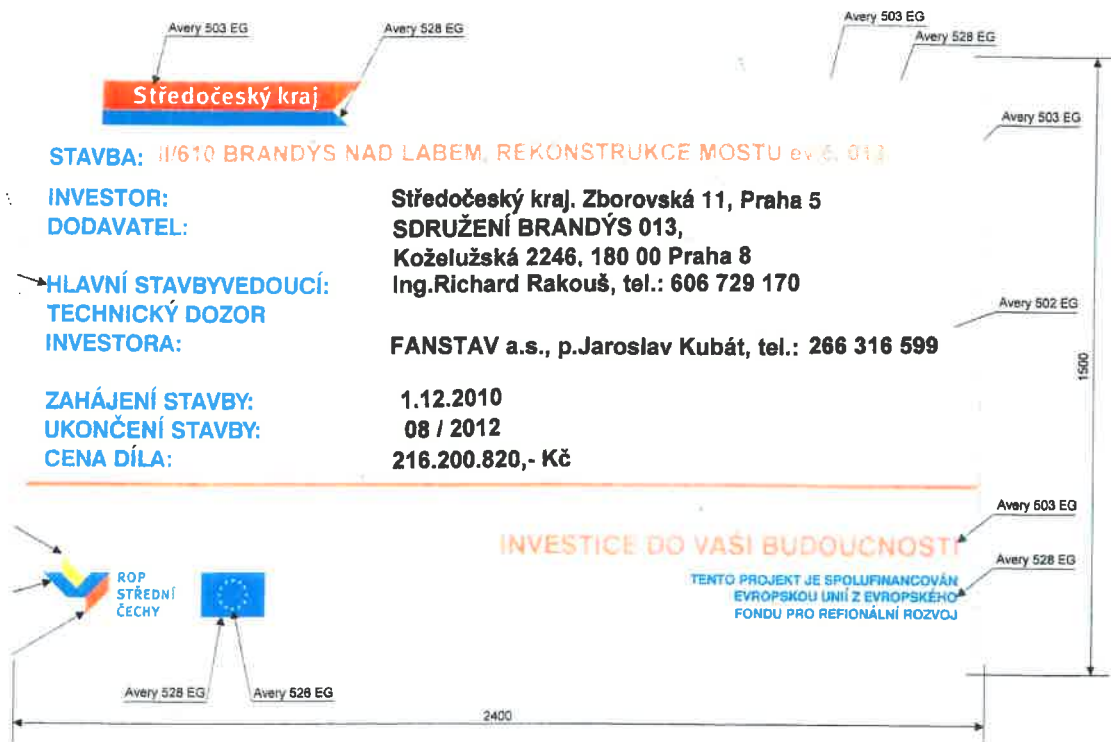 Avery 503 EG
Avery 528 EG
Avery 503 EG
Avery 528 EG
Středočeský kraj
Avery 503 EG
STAVBA: II/610 BRANDÝS NAD LABEM, REKONSTRUKCE MOSTU ev.č. 013
INVESTOR: Středočeský kraj. Zborovská 11, Praha 5
DODAVATEL: SDRUŽENÍ BRANDÝS 013,
Koželužská 2246, 180 00 Praha 8
HLAVNÍ STAVBYVEDOUCÍ: Ing.Richard Rakouš, tel.: 606 729 170
TECHNICKÝ DOZOR
Avery 502 EG
INVESTORA: FANSTAV a.s., p.Jaroslav Kubát, tel.: 266 316 599
1500
ZAHÁJENÍ STAVBY: 1.12.2010
UKONČENÍ STAVBY: 08 / 2012
CENA DÍLA: 216.200.820,- Kč
Avery 503 EG
INVESTICE DO VAŠI BUDOUCNOSTI
Avery 528 EG
ROP
STŘEDNÍ
ČECHY
TENTO PROJEKT JE SPOLUFINANCOVÁN
EVROPSKOU UNIÍ Z EVROPSKÉHO
FONDU PRO REFIONÁLNÍ ROZVOJ
Avery 528 EG
Avery 528 EG
2400